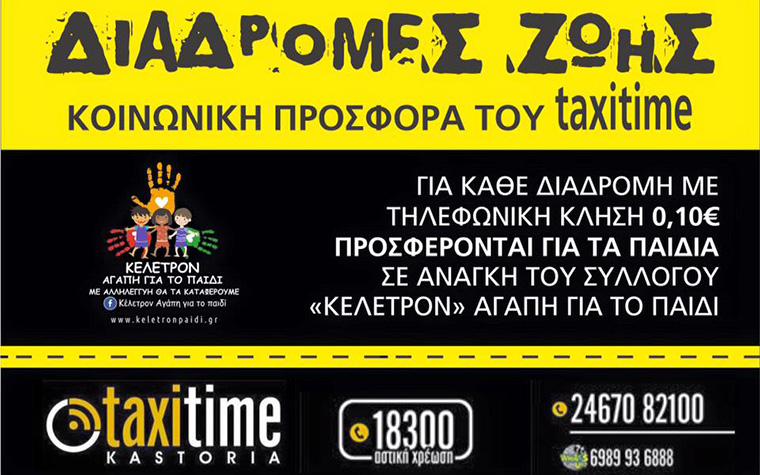 ΔΙΑΔΡΟΜΕΣ ΖΩΗΣ
ΚΟΙΝΩΝΙΚΗ ΠΡΟΣΦΟΡΑ ΤΟΥ taxitime
ΓΙΑ ΚΑΘΕ ΔΙΑΔΡΟΜΗ ΜΕ
ΤΗΛΕΦΩΝΙΚΗ ΚΛΗΣΗ 0,10€
ΠΡΟΣΦΕΡΟΝΤΑΙ ΓΙΑ ΤΑ ΠΑΙΔΙΑ
ΣΕ ΑΝΑΓΚΗ ΤΟΥ ΣΥΛΛΟΓΟΥ
«ΚΕΛΕΤΡΟΝ» ΑΓΑΠΗ ΓΙΑ ΤΟ ΠΑΙΔΙ
ΚΕΛΕΤΡΟΝ
ΑΓΑΠΗ ΓΙΑ ΤΟ ΠΑΙΔΙ
ΜΕ ΑΛΛΗΛΕΓΓΥΗ ΘΑ ΤΑ ΚΑΤΑΦΕΡΟΥΜΕ
f Κέλετρον Αγάπη για το παιδί
www.keletronpaidi.gr
taxitime
KASTORIA
18300
αστική χρέωση
24670 82100
6989 93 6888